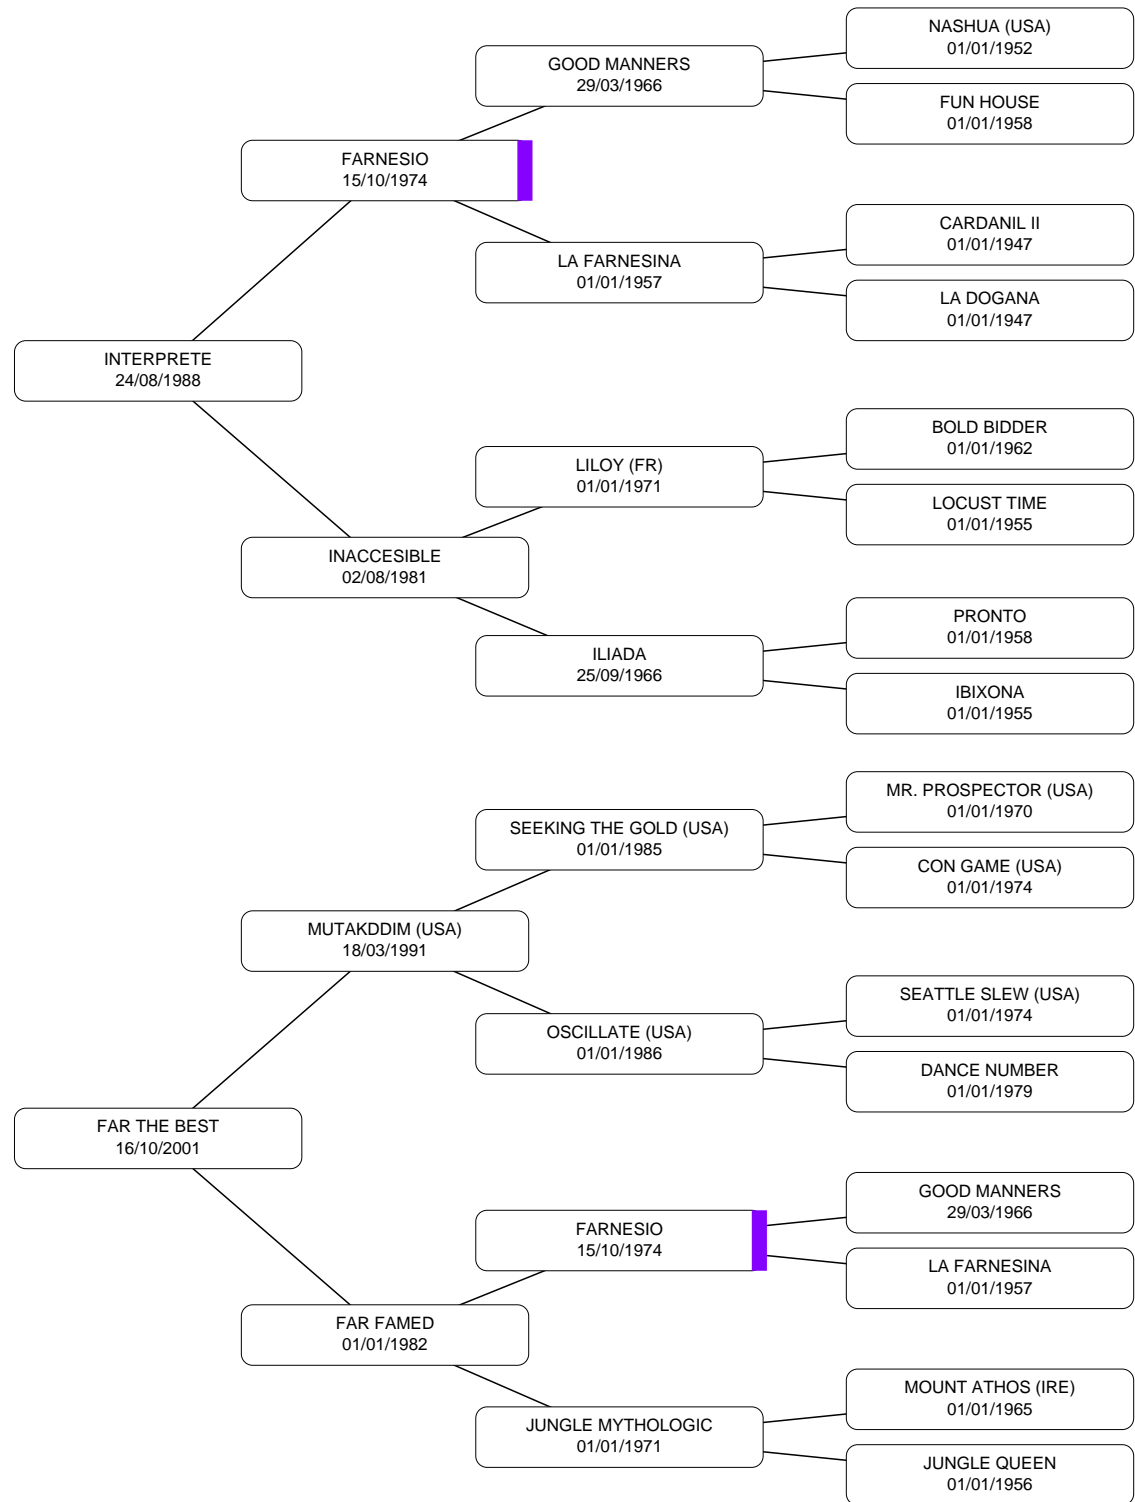 NASHUA (USA)
01/01/1952
GOOD MANNERS
29/03/1966
FUN HOUSE
01/01/1958
FARNESIO
15/10/1974
CARDANIL II
01/01/1947
LA FARNESINA
01/01/1957
LA DOGANA
01/01/1947
INTERPRETE
24/08/1988
BOLD BIDDER
01/01/1962
LILOY (FR)
01/01/1971
LOCUST TIME
01/01/1955
INACCESIBLE
02/08/1981
PRONTO
01/01/1958
ILIADA
25/09/1966
IBIXONA
01/01/1955
MR. PROSPECTOR (USA)
01/01/1970
SEEKING THE GOLD (USA)
01/01/1985
CON GAME (USA)
01/01/1974
MUTAKDDIM (USA)
18/03/1991
SEATTLE SLEW (USA)
01/01/1974
OSCILLATE (USA)
01/01/1986
DANCE NUMBER
01/01/1979
FAR THE BEST
16/10/2001
GOOD MANNERS
29/03/1966
FARNESIO
15/10/1974
LA FARNESINA
01/01/1957
FAR FAMED
01/01/1982
MOUNT ATHOS (IRE)
01/01/1965
JUNGLE MYTHOLOGIC
01/01/1971
JUNGLE QUEEN
01/01/1956